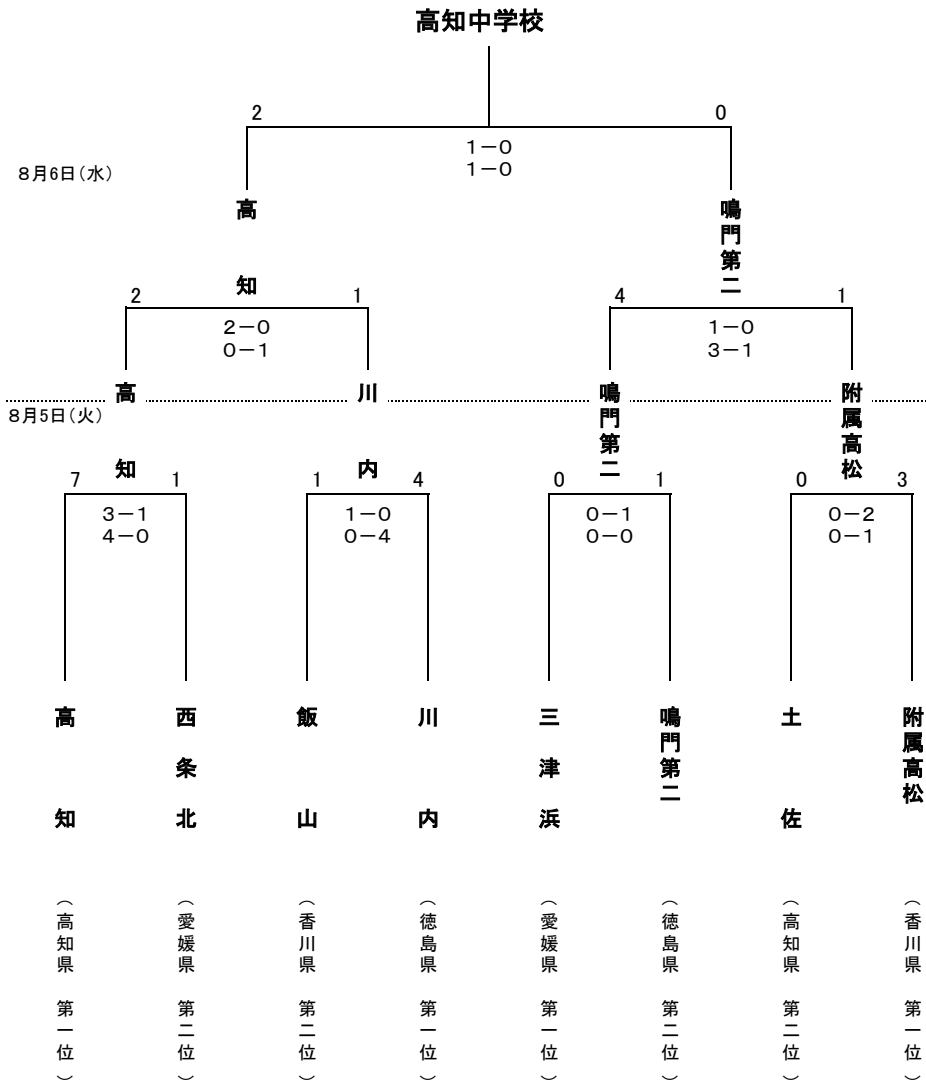 高知中学校
2 0
1－0
1－0
8月6日（水）
高知 鳴門第二
2 1 4 1
2－0 1－0
0－1 3－1
高知 川内 鳴門第二 附属高松
8月5日（火）
7 1 1 4 0 1 0 3
3－1 1－0 0－1 0－2
4－0 0－4 0－0 0－1
高知 西条北 飯山 川内 三津浜 鳴門第二 土佐 附属高松
（高知県 第一位） （愛媛県 第二位） （香川県 第二位） （徳島県 第一位） （愛媛県 第一位） （徳島県 第二位） （高知県 第二位） （香川県 第一位）